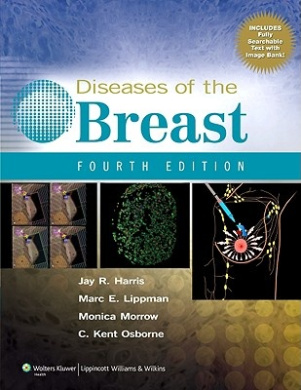 INCLUDES
Fully
Searchable
Text with
Image Bank!
Diseases of the
Breast
FOURTH EDITION
Jay R. Harris
Marc E. Lippman
Monica Morrow
C. Kent Osborne
Wolters Kluwer | Lippincott Williams & Wilkins
Health